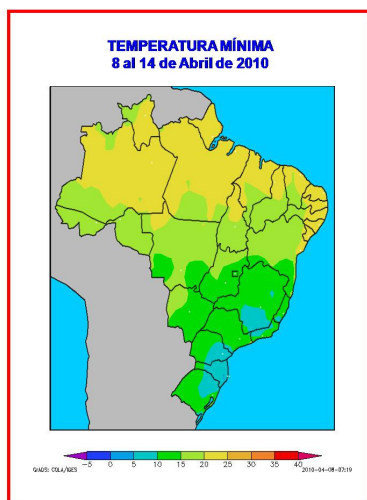 TEMPERATURA MÍNIMA
8 al 14 de Abril de 2010
-5 0 5 10 15 20 25 30 35 40
GrADS: COLA/IGES 2010-04-08-07:19